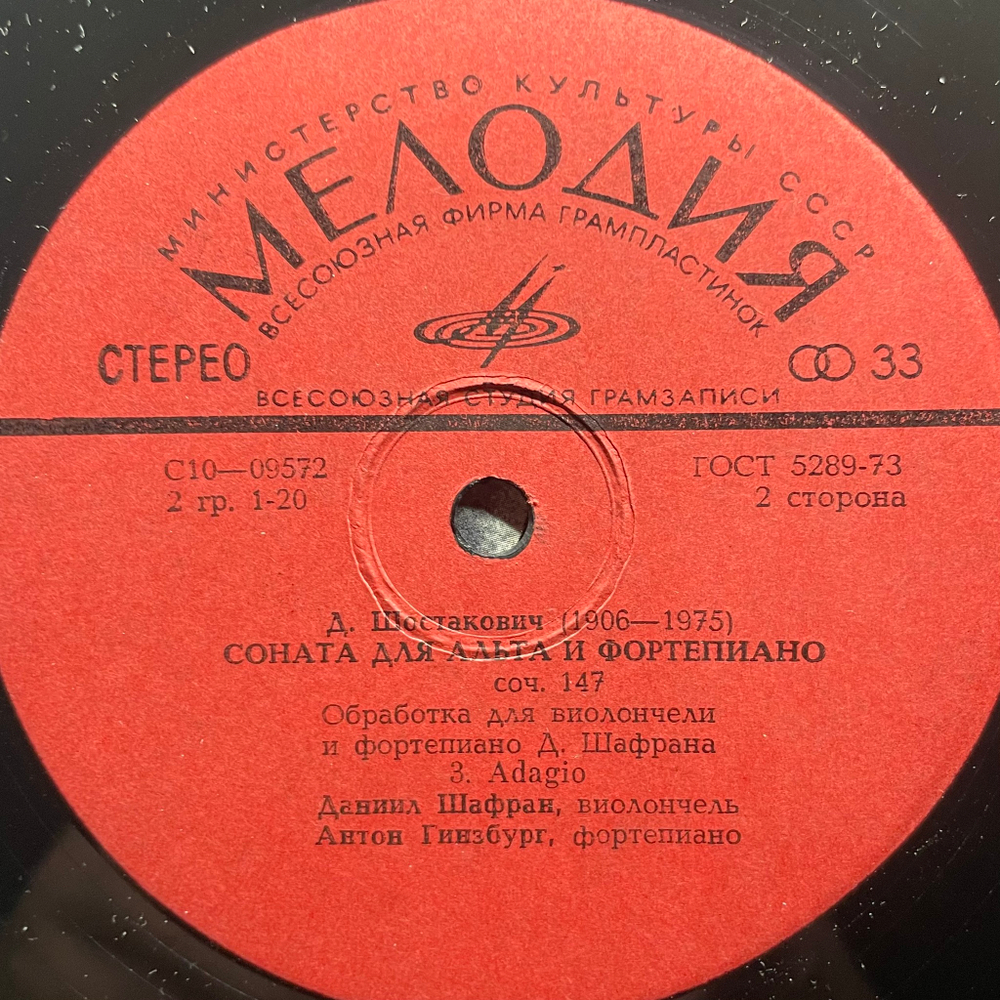 МИНИСТЕРСТВО КУЛЬТУРЫ СССР
МЕЛОДИЯ
ВСЕСОЮЗНАЯ ФИРМА ГРАМПЛАСТИНОК
СТЕРЕО
33
ВСЕСОЮЗНАЯ СТУДИЯ ГРАМЗАПИСИ
С10—09572
ГОСТ 5289-73
2 гр. 1-20
2 сторона
Д. Шостакович (1906—1975)
СОНАТА ДЛЯ АЛЬТА И ФОРТЕПИАНО
соч. 147
Обработка для виолончели
и фортепиано Д. Шафрана
3. Adagio
Даниил Шафран, виолончель
Антон Гинзбург, фортепиано